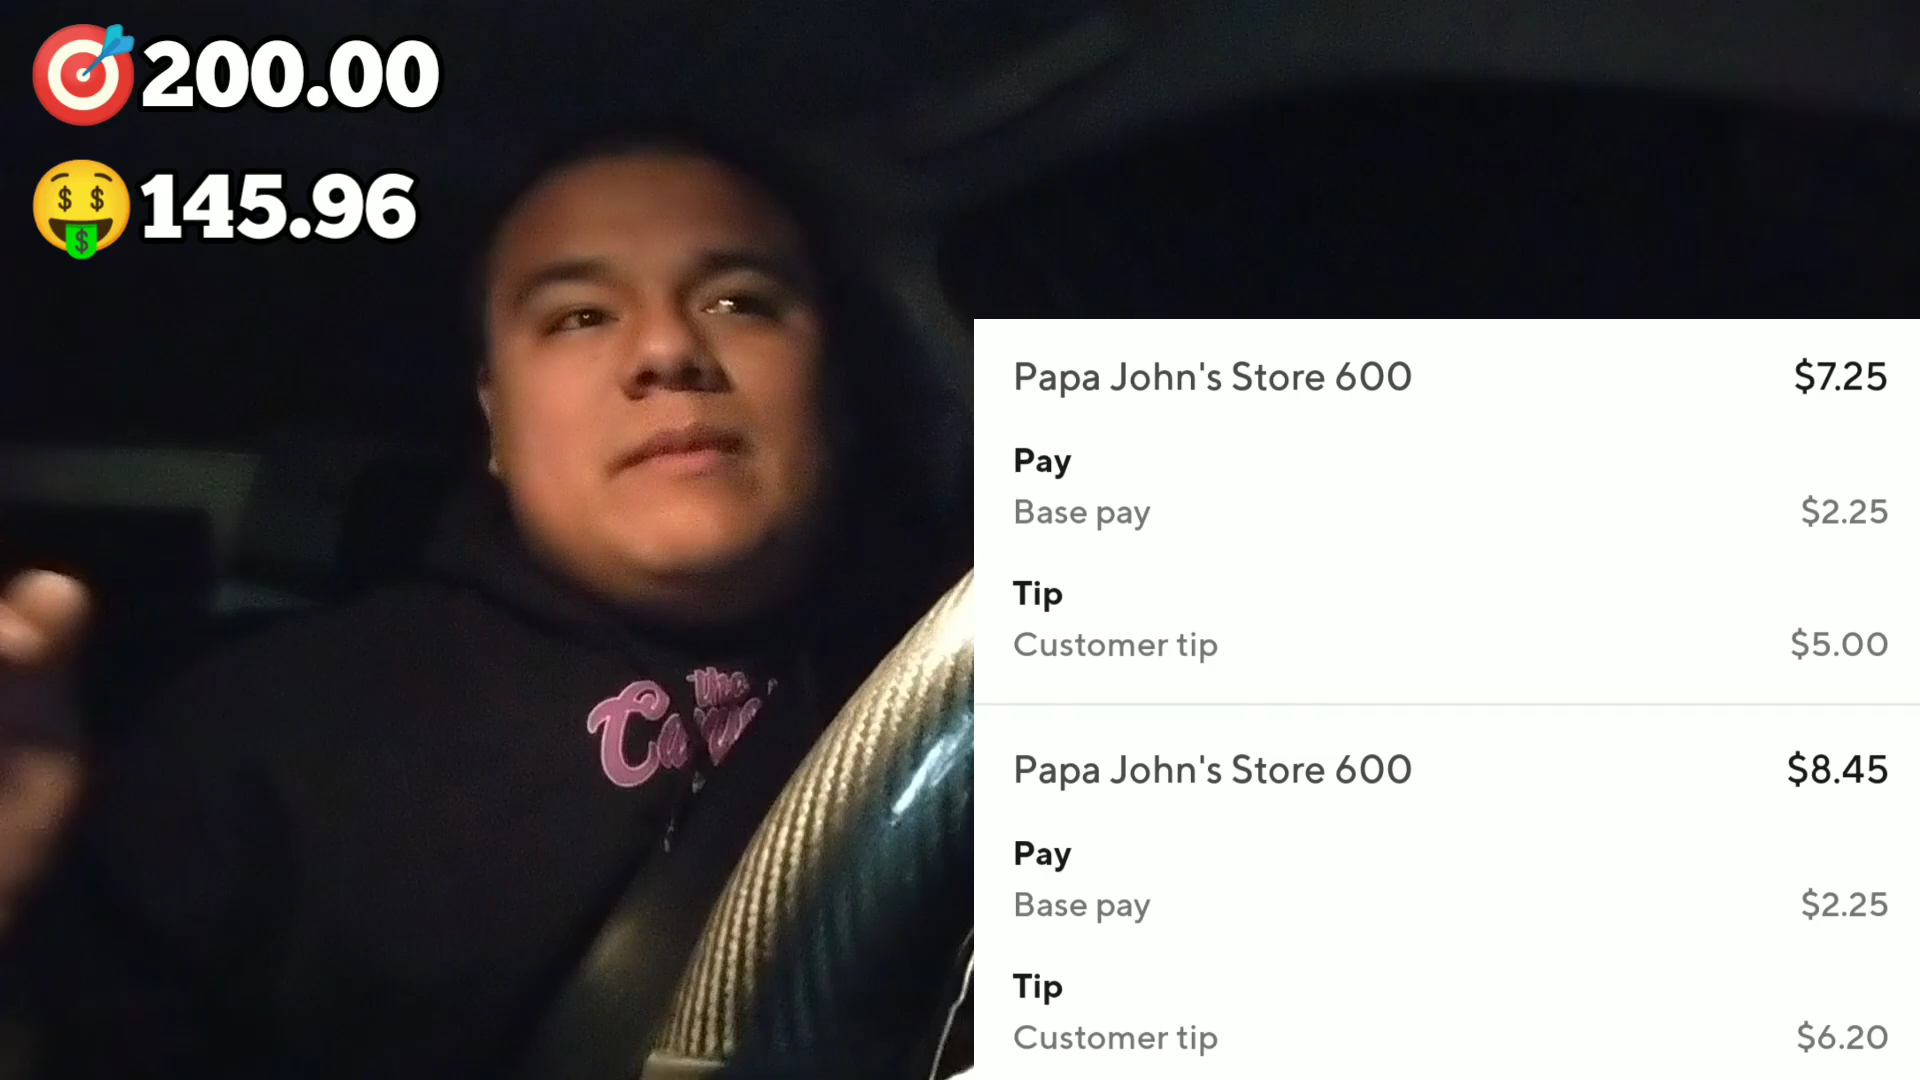 200.00
145.96
Papa John's Store 600 $7.25
Pay
Base pay $2.25
Tip
Customer tip $5.00
Papa John's Store 600 $8.45
Pay
Base pay $2.25
Tip
Customer tip $6.20
the